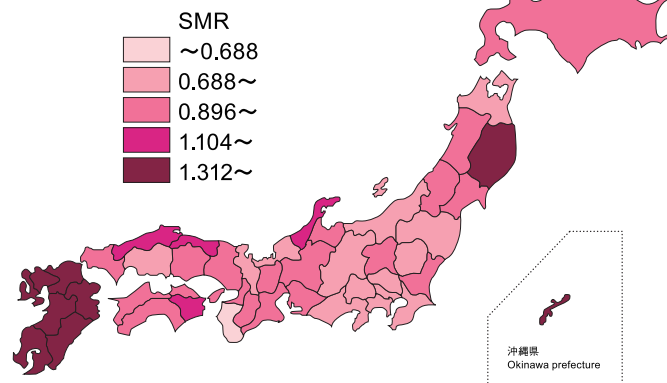 SMR
〜0.688
0.688〜
0.896〜
1.104〜
1.312〜
沖縄県
Okinawa prefecture